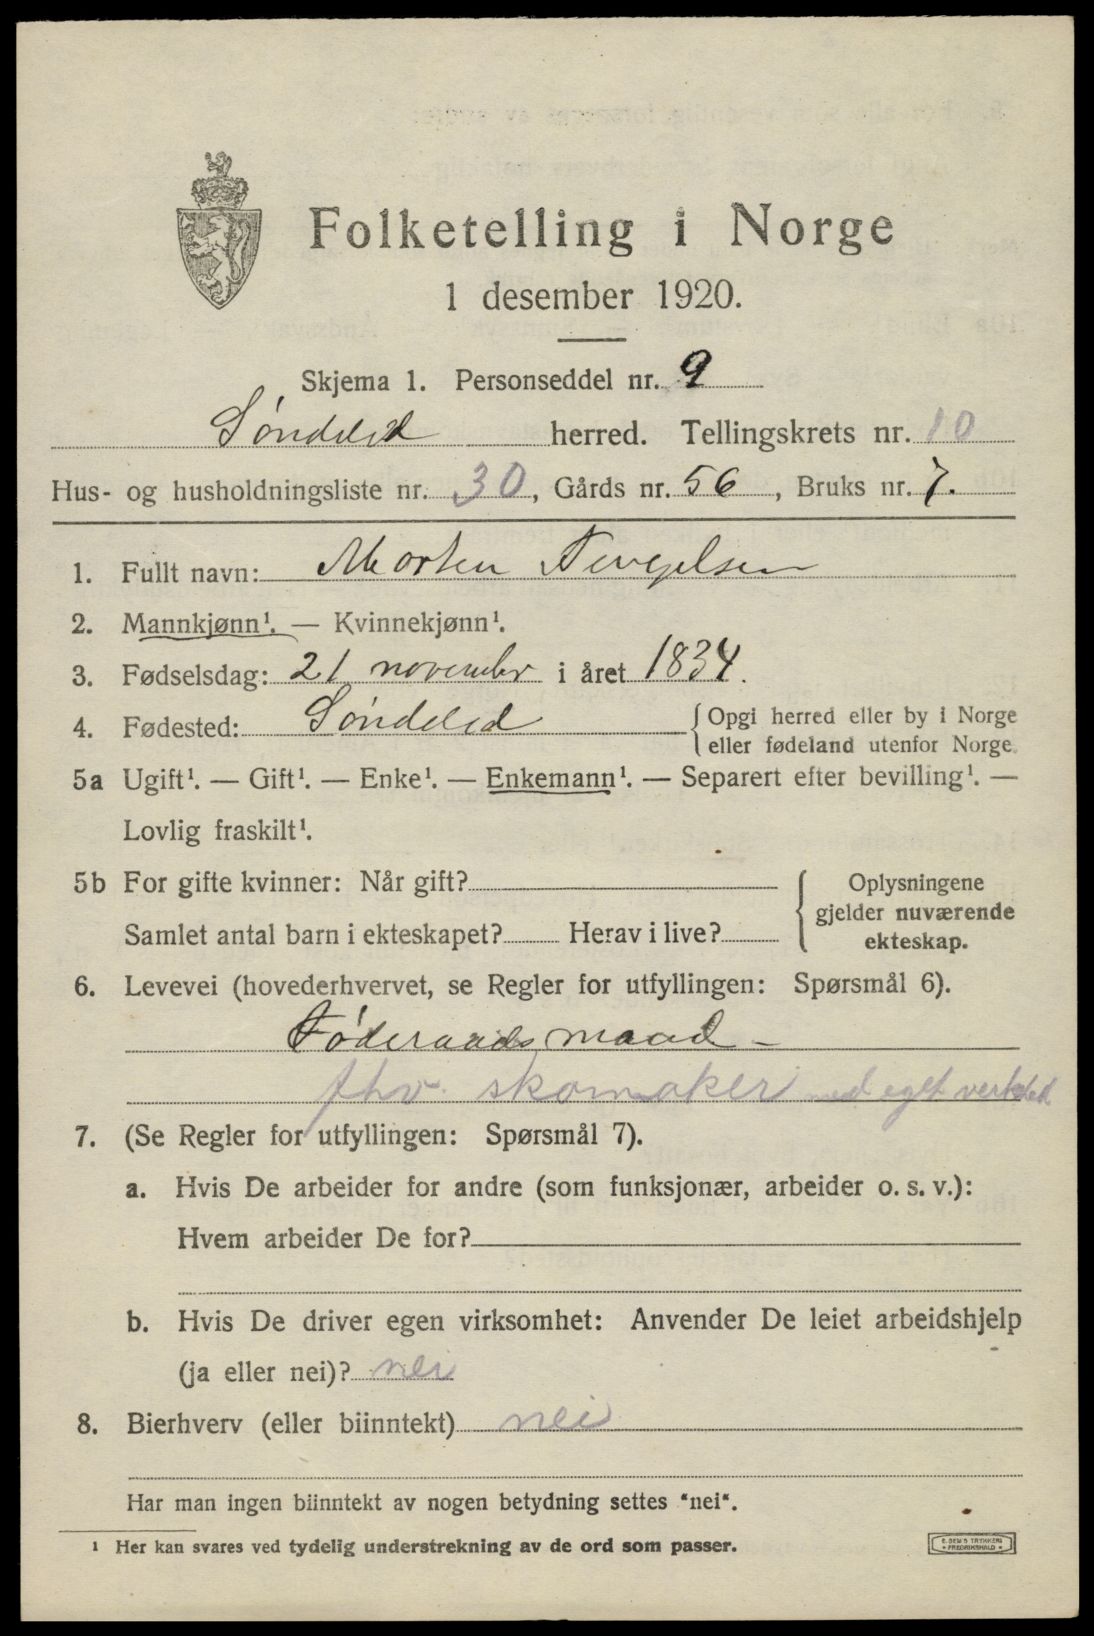 Folketelling i Norge
1 desember 1920.
Skjema 1. Personseddel nr. 9
Søndeled herred. Tellingskrets nr. 10
Hus- og husholdningsliste nr. 30, Gårds nr. 56, Bruks nr. 7.
1. Fullt navn: Morten Terjelsen
2. Mannkjønn¹. — Kvinnekjønn¹.
3. Fødselsdag: 21 november i året 1834.
4. Fødested: Søndeled { Opgi herred eller by i Norge
eller fødeland utenfor Norge.
5a Ugift¹. — Gift¹. — Enke¹. — Enkemann¹. — Separert efter bevilling¹. —
Lovlig fraskilt¹.
5b For gifte kvinner: Når gift? { Oplysningene
gjelder nuværende
ekteskap.
Samlet antal barn i ekteskapet? Herav i live?
6. Levevei (hovederhvervet, se Regler for utfyllingen: Spørsmål 6).
Føderaadsmand -
fhv. skomaker med eget verksted
7. (Se Regler for utfyllingen: Spørsmål 7).
a. Hvis De arbeider for andre (som funksjonær, arbeider o. s. v.):
Hvem arbeider De for?
b. Hvis De driver egen virksomhet: Anvender De leiet arbeidshjelp
(ja eller nei)? nei
8. Bierhverv (eller biinntekt) nei
Har man ingen biinntekt av nogen betydning settes "nei".
¹ Her kan svares ved tydelig understrekning av de ord som passer.
E. SEM'S TRYKKERI
• FREDRIKSHALD •